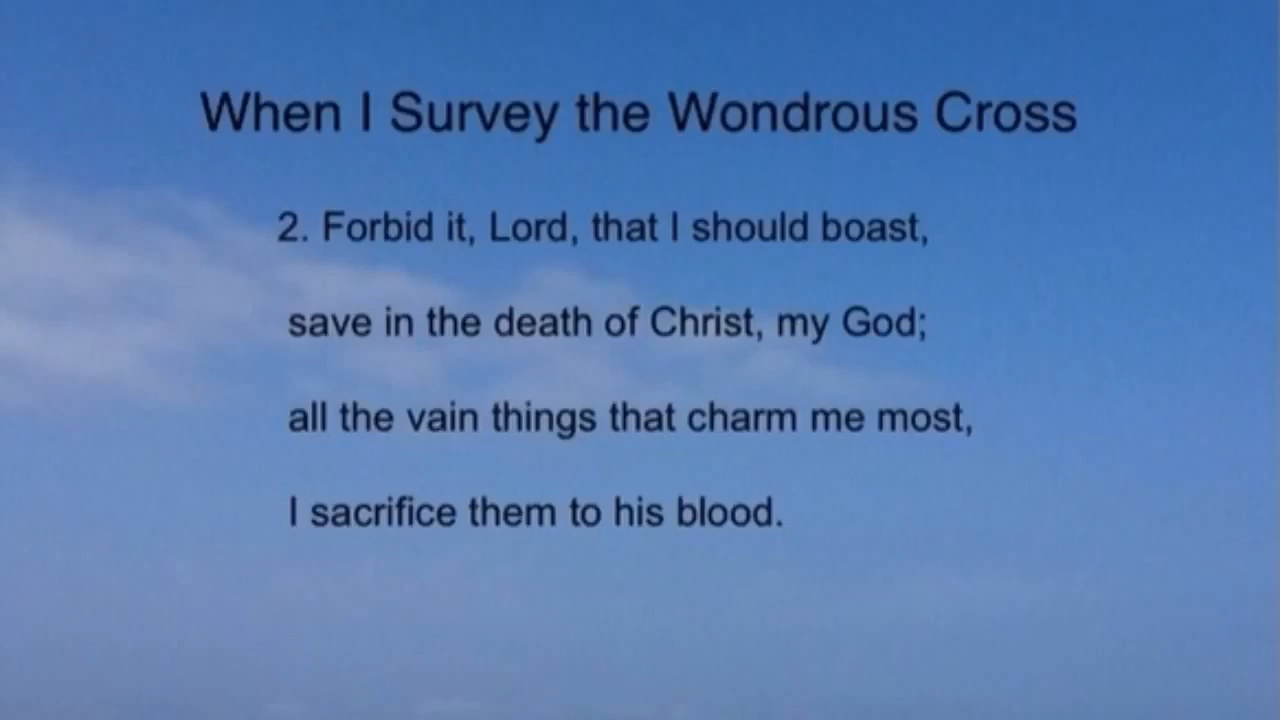 When I Survey the Wondrous Cross
2. Forbid it, Lord, that I should boast,
save in the death of Christ, my God;
all the vain things that charm me most,
I sacrifice them to his blood.